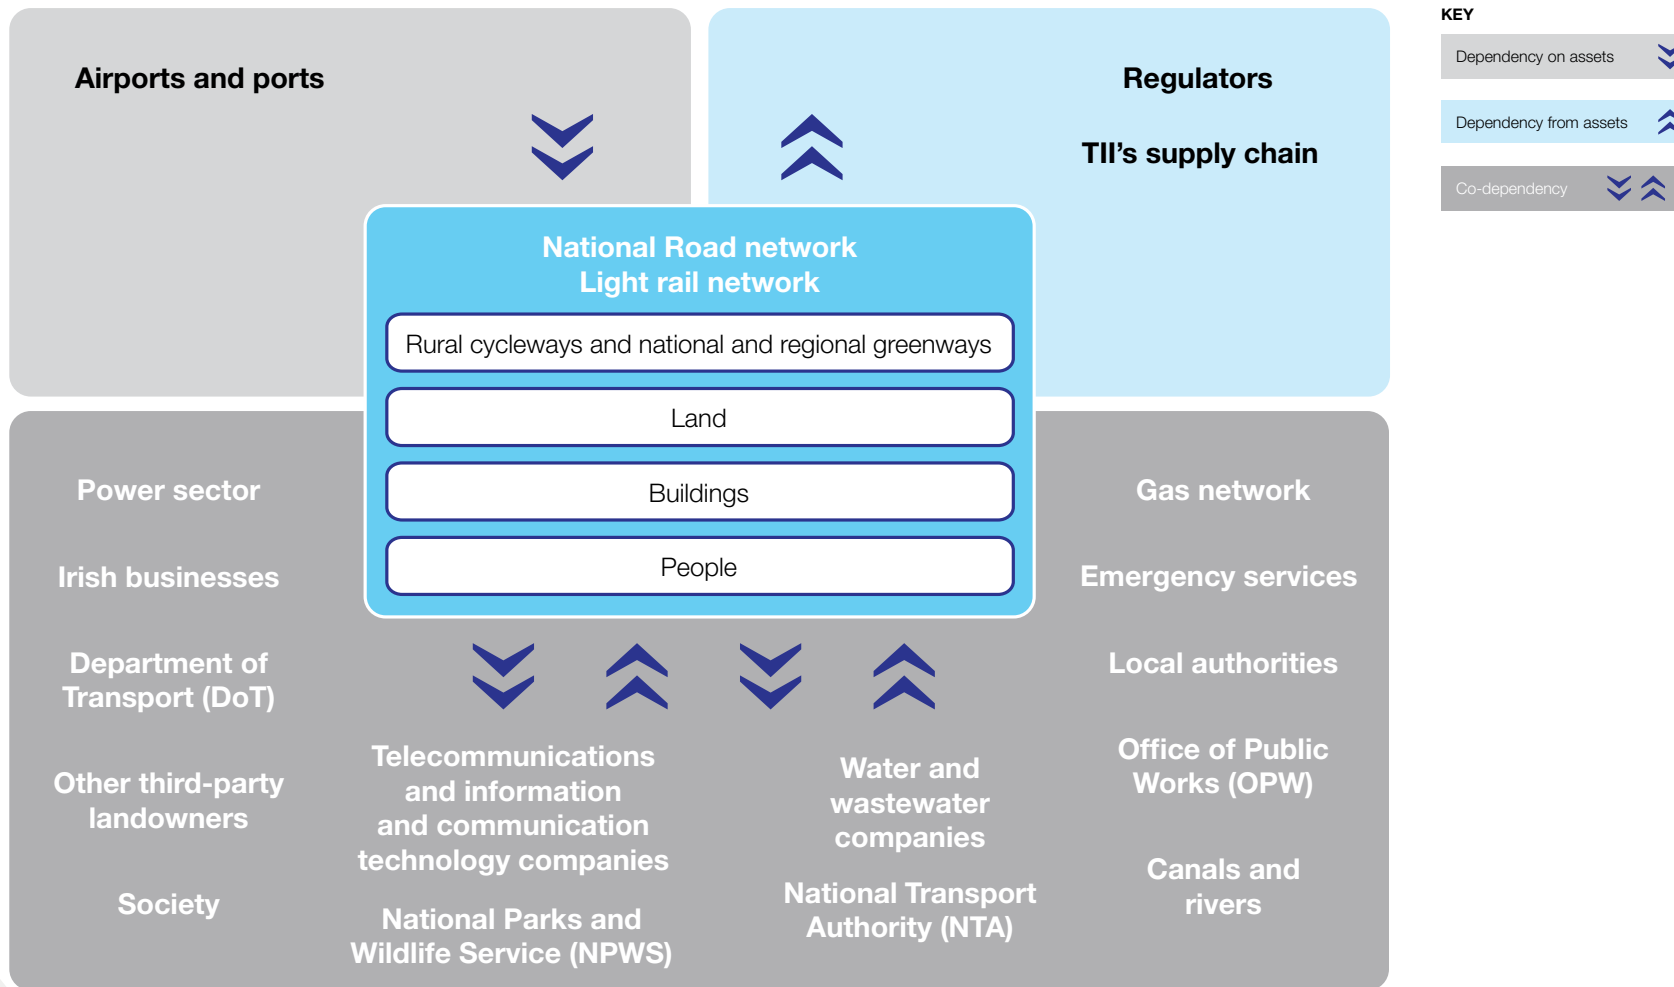 KEY
Dependency on assets
Dependency from assets
Co-dependency
Airports and ports
Regulators
TII's supply chain
National Road network
Light rail network
Rural cycleways and national and regional greenways
Land
Buildings
People
Power sector
Irish businesses
Department of
Transport (DoT)
Other third-party
landowners
Society
Telecommunications
and information
and communication
technology companies
National Parks and
Wildlife Service (NPWS)
Water and
wastewater
companies
National Transport
Authority (NTA)
Gas network
Emergency services
Local authorities
Office of Public
Works (OPW)
Canals and
rivers